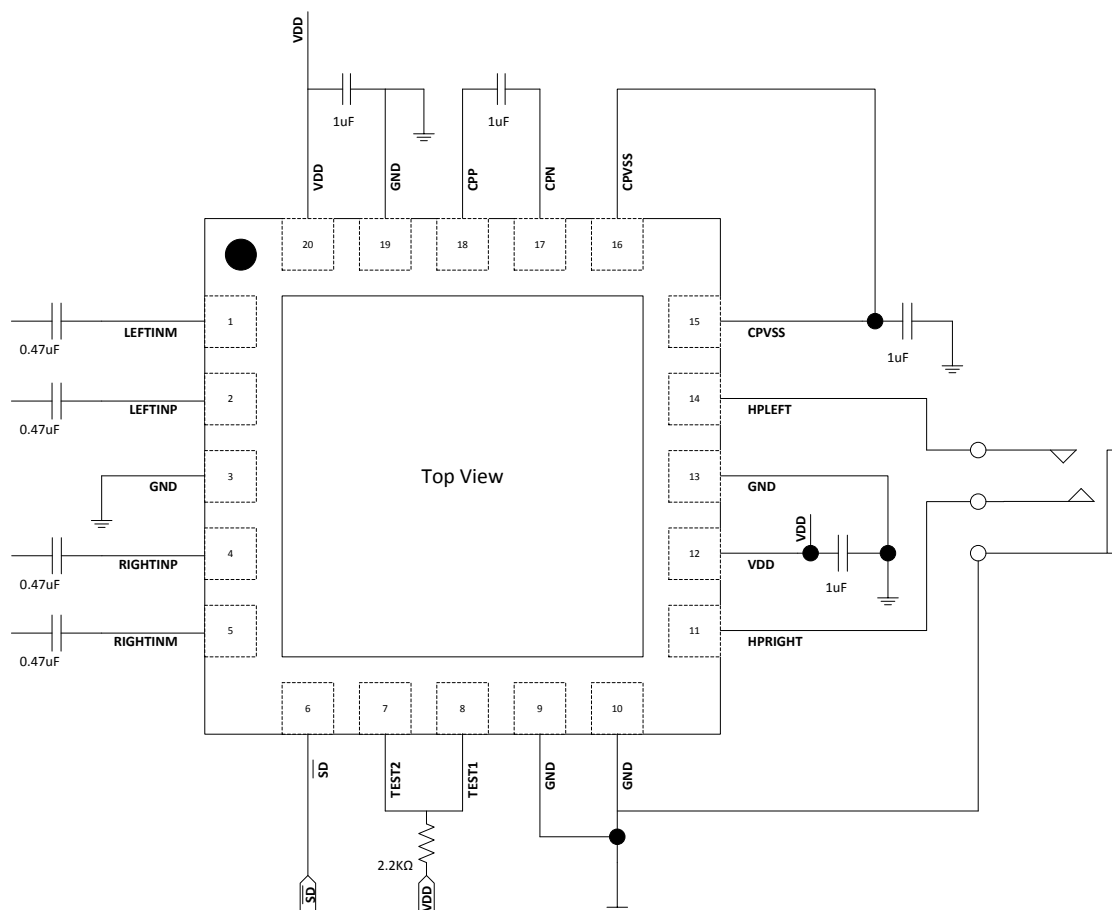 VDD
1uF
1uF
VDD
GND
CPP
CPN
CPVSS
20
19
18
17
16
1
LEFTINM
0.47uF
15
CPVSS
1uF
2
LEFTINP
0.47uF
14
HPLEFT
3
GND
Top View
13
GND
4
RIGHTINP
0.47uF
12
VDD
VDD
1uF
5
RIGHTINM
0.47uF
11
HPRIGHT
6
7
8
9
10
SD
TEST2
TEST1
GND
GND
2.2KΩ
SD
VDD